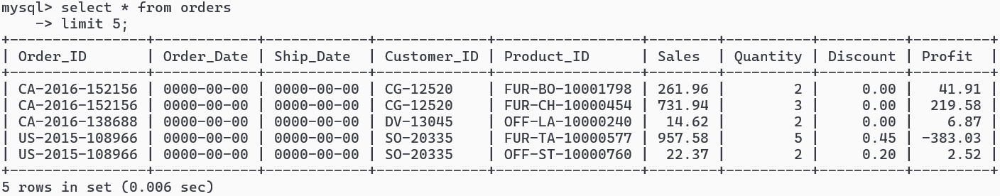 mysql> select * from orders
    -> limit 5;
+----------------+------------+------------+-------------+-----------------+--------+----------+----------+---------+
| Order_ID       | Order_Date | Ship_Date  | Customer_ID | Product_ID      | Sales  | Quantity | Discount | Profit  |
+----------------+------------+------------+-------------+-----------------+--------+----------+----------+---------+
| CA-2016-152156 | 0000-00-00 | 0000-00-00 | CG-12520    | FUR-BO-10001798 | 261.96 |        2 |     0.00 |   41.91 |
| CA-2016-152156 | 0000-00-00 | 0000-00-00 | CG-12520    | FUR-CH-10000454 | 731.94 |        3 |     0.00 |  219.58 |
| CA-2016-138688 | 0000-00-00 | 0000-00-00 | DV-13045    | OFF-LA-10000240 |  14.62 |        2 |     0.00 |    6.87 |
| US-2015-108966 | 0000-00-00 | 0000-00-00 | SO-20335    | FUR-TA-10000577 | 957.58 |        5 |     0.45 | -383.03 |
| US-2015-108966 | 0000-00-00 | 0000-00-00 | SO-20335    | OFF-ST-10000760 |  22.37 |        2 |     0.20 |    2.52 |
+----------------+------------+------------+-------------+-----------------+--------+----------+----------+---------+
5 rows in set (0.006 sec)